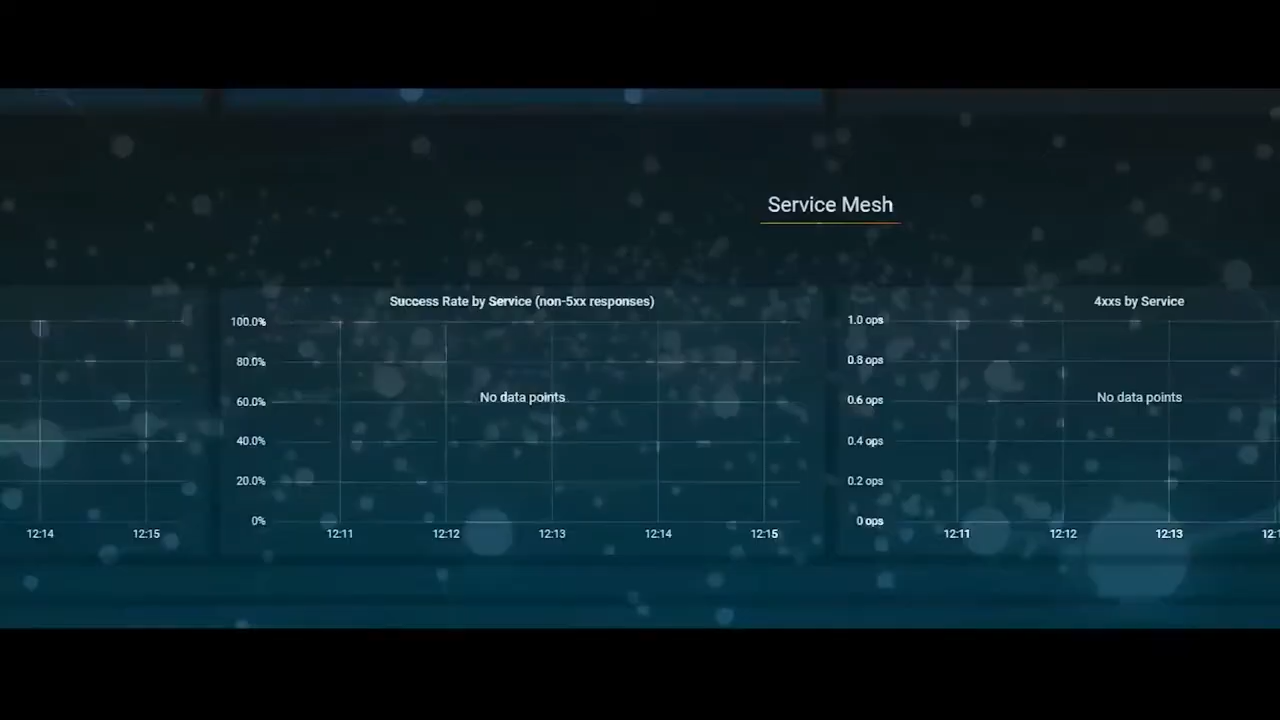 Service Mesh
Success Rate by Service (non-5xx responses)
100.0%
80.0%
60.0%
40.0%
20.0%
0%
No data points
12:14
12:15
12:11
12:12
12:13
12:14
12:15
4xxs by Service
1.0 ops
0.8 ops
0.6 ops
0.4 ops
0.2 ops
0 ops
No data points
12:11
12:12
12:13